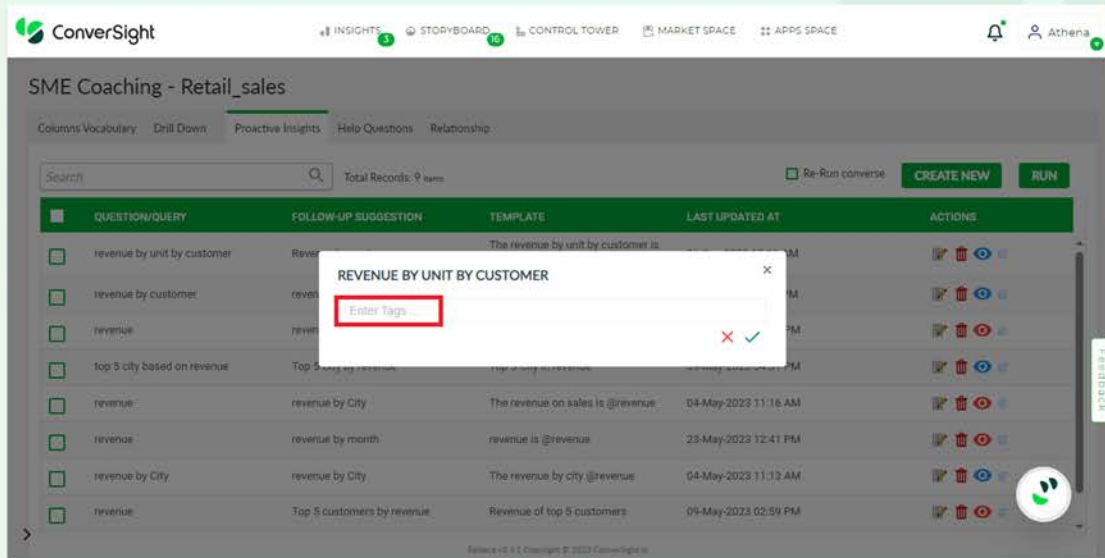 ConverSight
INSIGHTS 3 STORYBOARD 16 CONTROL TOWER MARKET SPACE APPS SPACE Athena
SME Coaching - Retail_sales
Columns Vocabulary Drill Down Proactive Insights Help Questions Relationship
Search Total Records: 9 items Re-Run converse CREATE NEW RUN
QUESTION/QUERY FOLLOW-UP SUGGESTION TEMPLATE LAST UPDATED AT ACTIONS
The revenue by unit by customer is
revenue by unit by customer
REVENUE BY UNIT BY CUSTOMER
revenue by customer
Enter Tags ...
revenue
top 5 city based on revenue
revenue revenue by City The revenue on sales is @revenue 04-May-2023 11:16 AM
revenue revenue by month revenue is @revenue 23-May-2023 12:41 PM
revenue by City revenue by City The revenue by city @revenue 04-May-2023 11:13 AM
revenue Top 5 customers by revenue Revenue of top 5 customers 09-May-2023 02:59 PM
Feedback